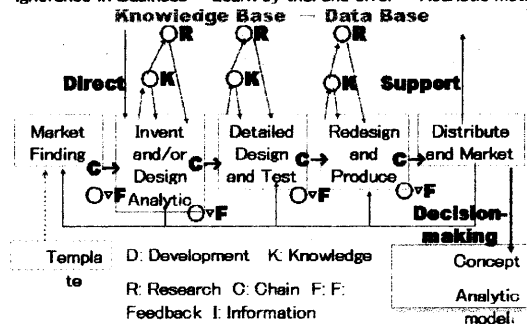 Knowledge Base — Data Base
R R R
K K K
Direct Support
Market Finding
Invent and/or Design Analytic
Detailed Design and Test
Redesign and Produce
Distribute and Market
C C C C
F F F F
Decision-making
Templa
te
D: Development K: Knowledge
R: Research C: Chain F: F:
Feedback I: Information
Concept
Analytic
model